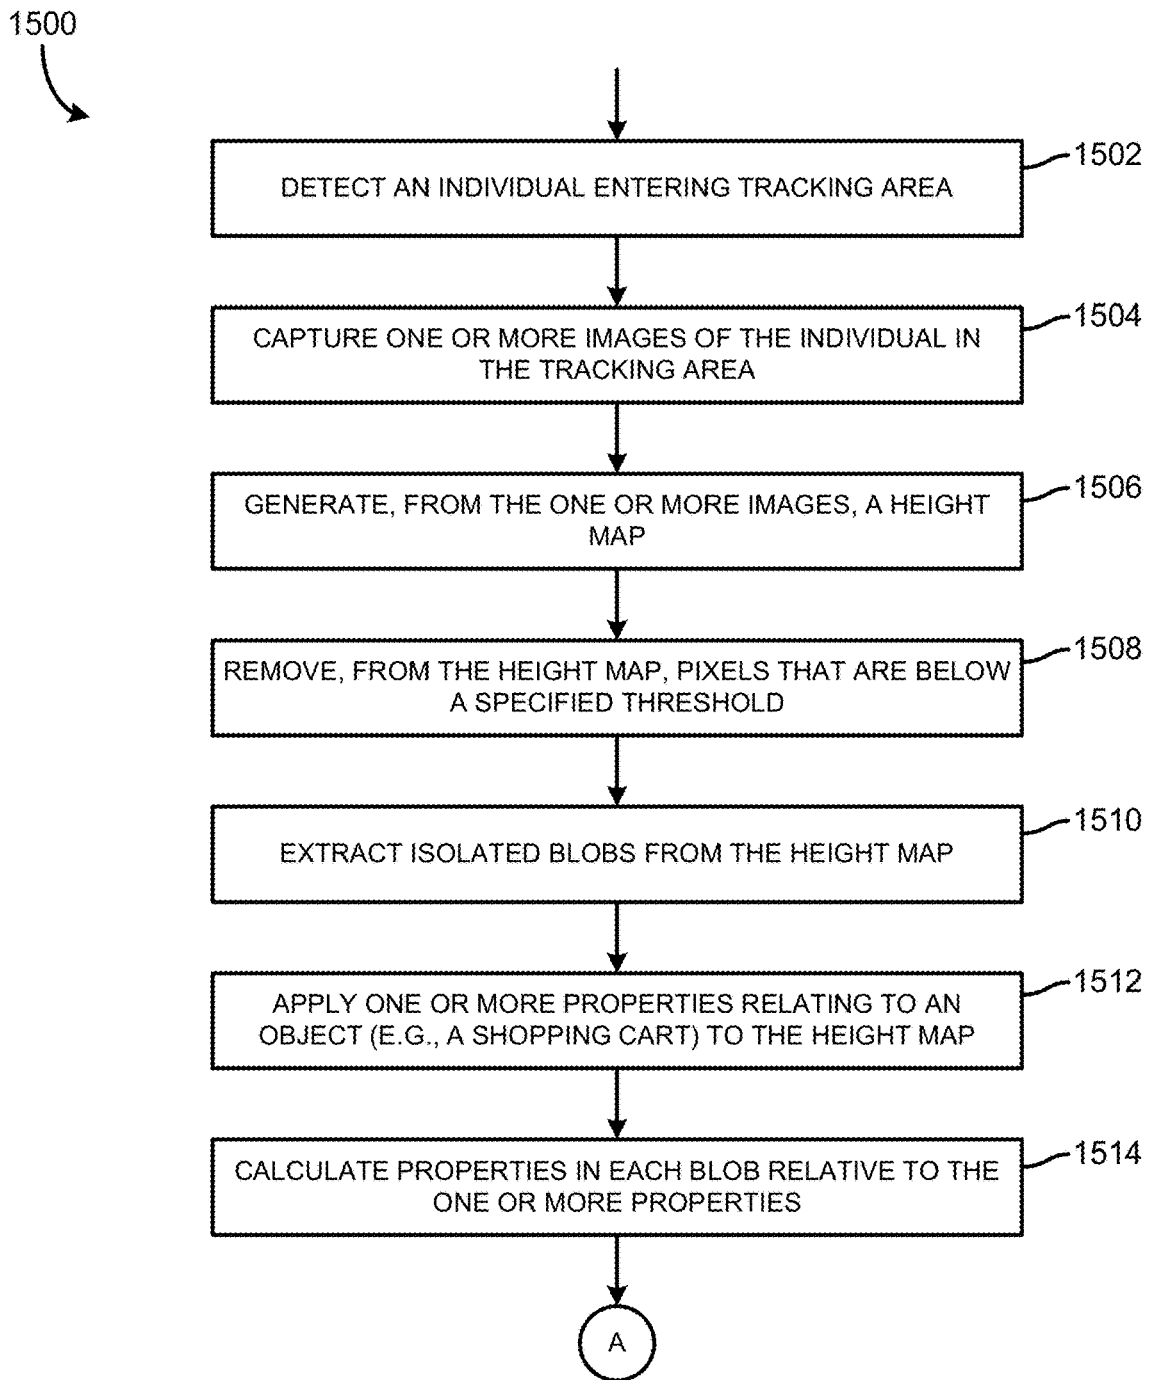 1500
1502
DETECT AN INDIVIDUAL ENTERING TRACKING AREA
1504
CAPTURE ONE OR MORE IMAGES OF THE INDIVIDUAL IN
THE TRACKING AREA
1506
GENERATE, FROM THE ONE OR MORE IMAGES, A HEIGHT
MAP
1508
REMOVE, FROM THE HEIGHT MAP, PIXELS THAT ARE BELOW
A SPECIFIED THRESHOLD
1510
EXTRACT ISOLATED BLOBS FROM THE HEIGHT MAP
1512
APPLY ONE OR MORE PROPERTIES RELATING TO AN
OBJECT (E.G., A SHOPPING CART) TO THE HEIGHT MAP
1514
CALCULATE PROPERTIES IN EACH BLOB RELATIVE TO THE
ONE OR MORE PROPERTIES
A